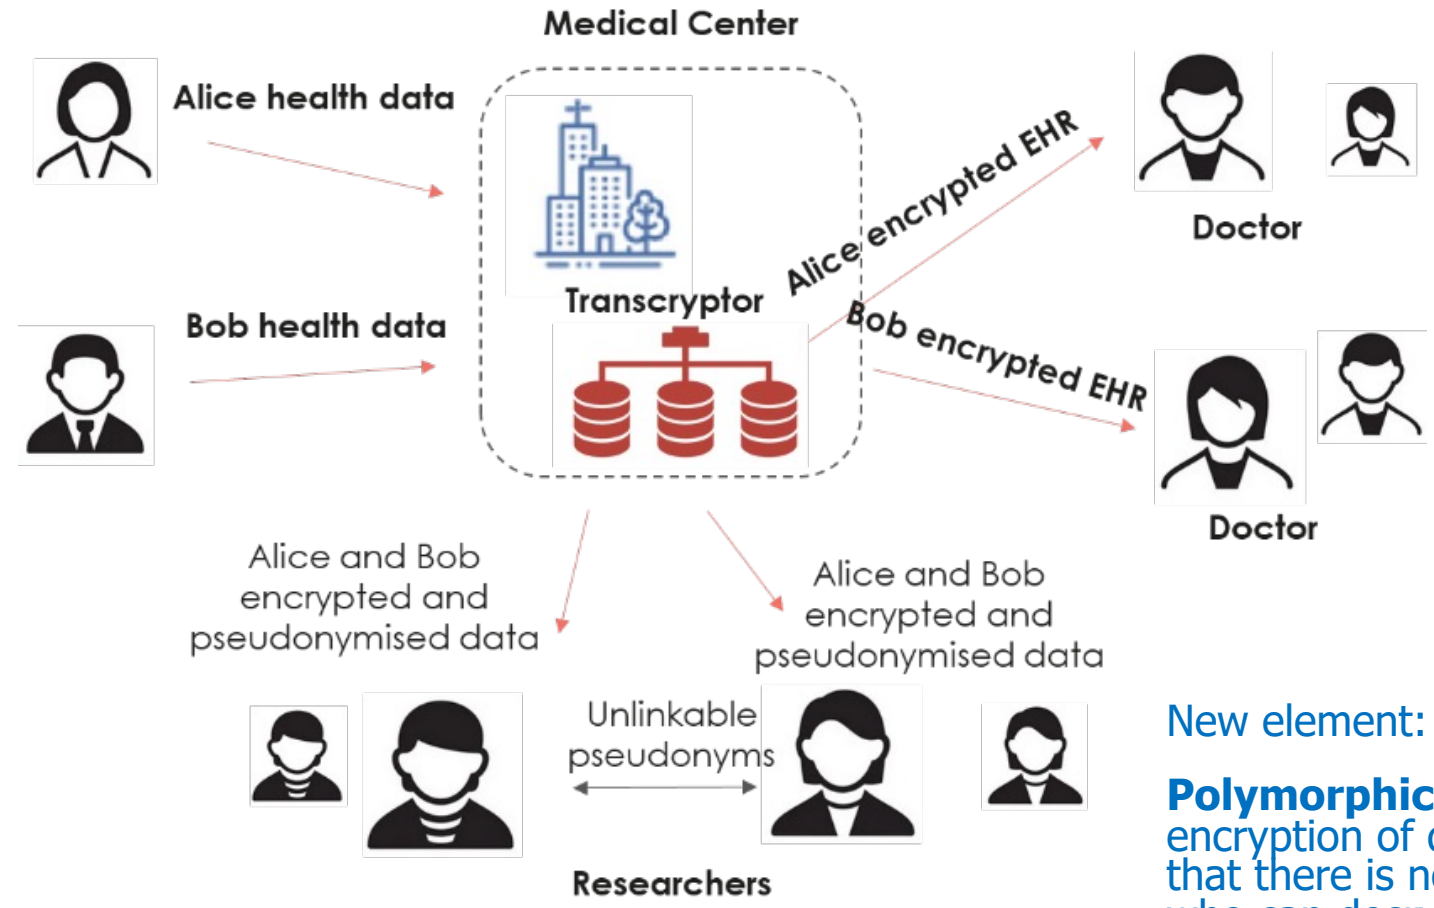 Medical Center
Alice health data
Alice encrypted EHR
Doctor
Transcryptor
Bob health data
Bob encrypted EHR
Doctor
Alice and Bob
encrypted and
pseudonymised data
Alice and Bob
encrypted and
pseudonymised data
Unlinkable
pseudonyms
Researchers
New element:
Polymorphic
encryption of
that there is
who can